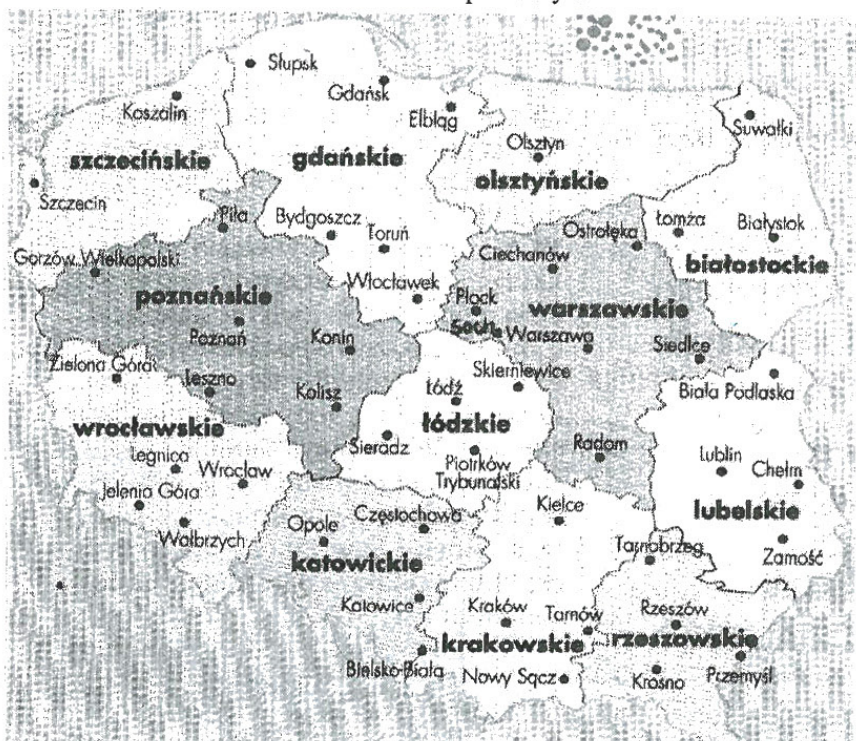 Słupsk
Gdańsk
Koszalin
Elbląg
Suwałki
Olsztyn
szczecińskie
gdańskie
olsztyńskie
Szczecin
Piła
Bydgoszcz
Toruń
Ostrołęka
Łomża
Białystok
Gorzów Wielkopolski
Ciechanów
białostockie
Włocławek
poznańskie
Płock
warszawskie
Poznań
Konin
Soch.
Warszawa
Siedlce
Zielona Góra
Leszno
Kolisz
Łódź
Skierniewice
Biała Podlaska
wrocławskie
Sieradz
łódzkie
Radom
Legnica
Wrocław
Piotrków
Trybunalski
Lublin
Chełm
Jelenia Góra
Opole
Częstochowa
Kielce
lubelskie
Wałbrzych
katowickie
Tarnobrzeg
Zamość
Katowice
Kraków
Tarnów
Rzeszów
krakowskie
rzeszowskie
Bielsko-Biała
Nowy Sącz
Krosno
Przemyśl